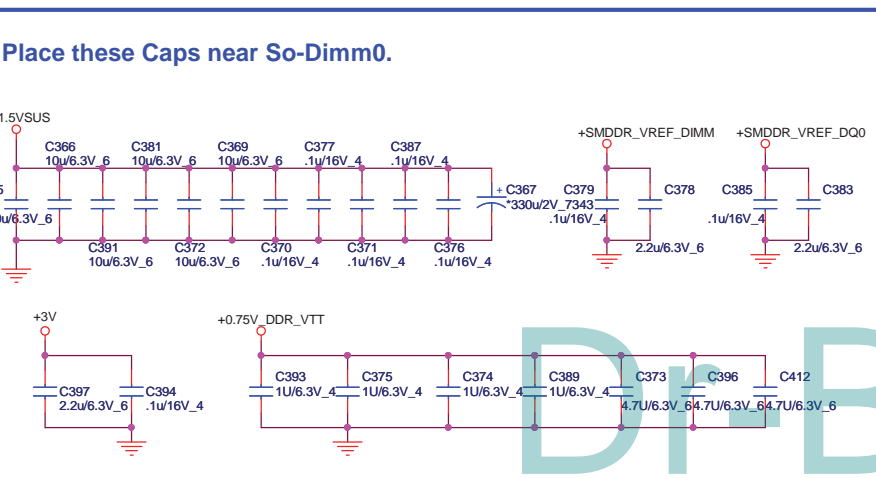 Place these Caps near So-Dimm0.
1.5VSUS
+SMDDR_VREF_DIMM
+SMDDR_VREF_DQ0
C366
10u/6.3V_6
C381
10u/6.3V_6
C369
10u/6.3V_6
C377
.1u/16V_4
C387
.1u/16V_4
5
0u/6.3V_6
+
C367
*330u/2V_7343
C379
.1u/16V_4
C378
2.2u/6.3V_6
C385
.1u/16V_4
C383
2.2u/6.3V_6
C391
10u/6.3V_6
C372
10u/6.3V_6
C370
.1u/16V_4
C371
.1u/16V_4
C376
.1u/16V_4
+3V
+0.75V_DDR_VTT
C397
2.2u/6.3V_6
C394
.1u/16V_4
C393
1U/6.3V_4
C375
1U/6.3V_4
C374
1U/6.3V_4
C389
1U/6.3V_4
C373
4.7U/6.3V_6
C396
4.7U/6.3V_6
C412
4.7U/6.3V_6
Dr-B